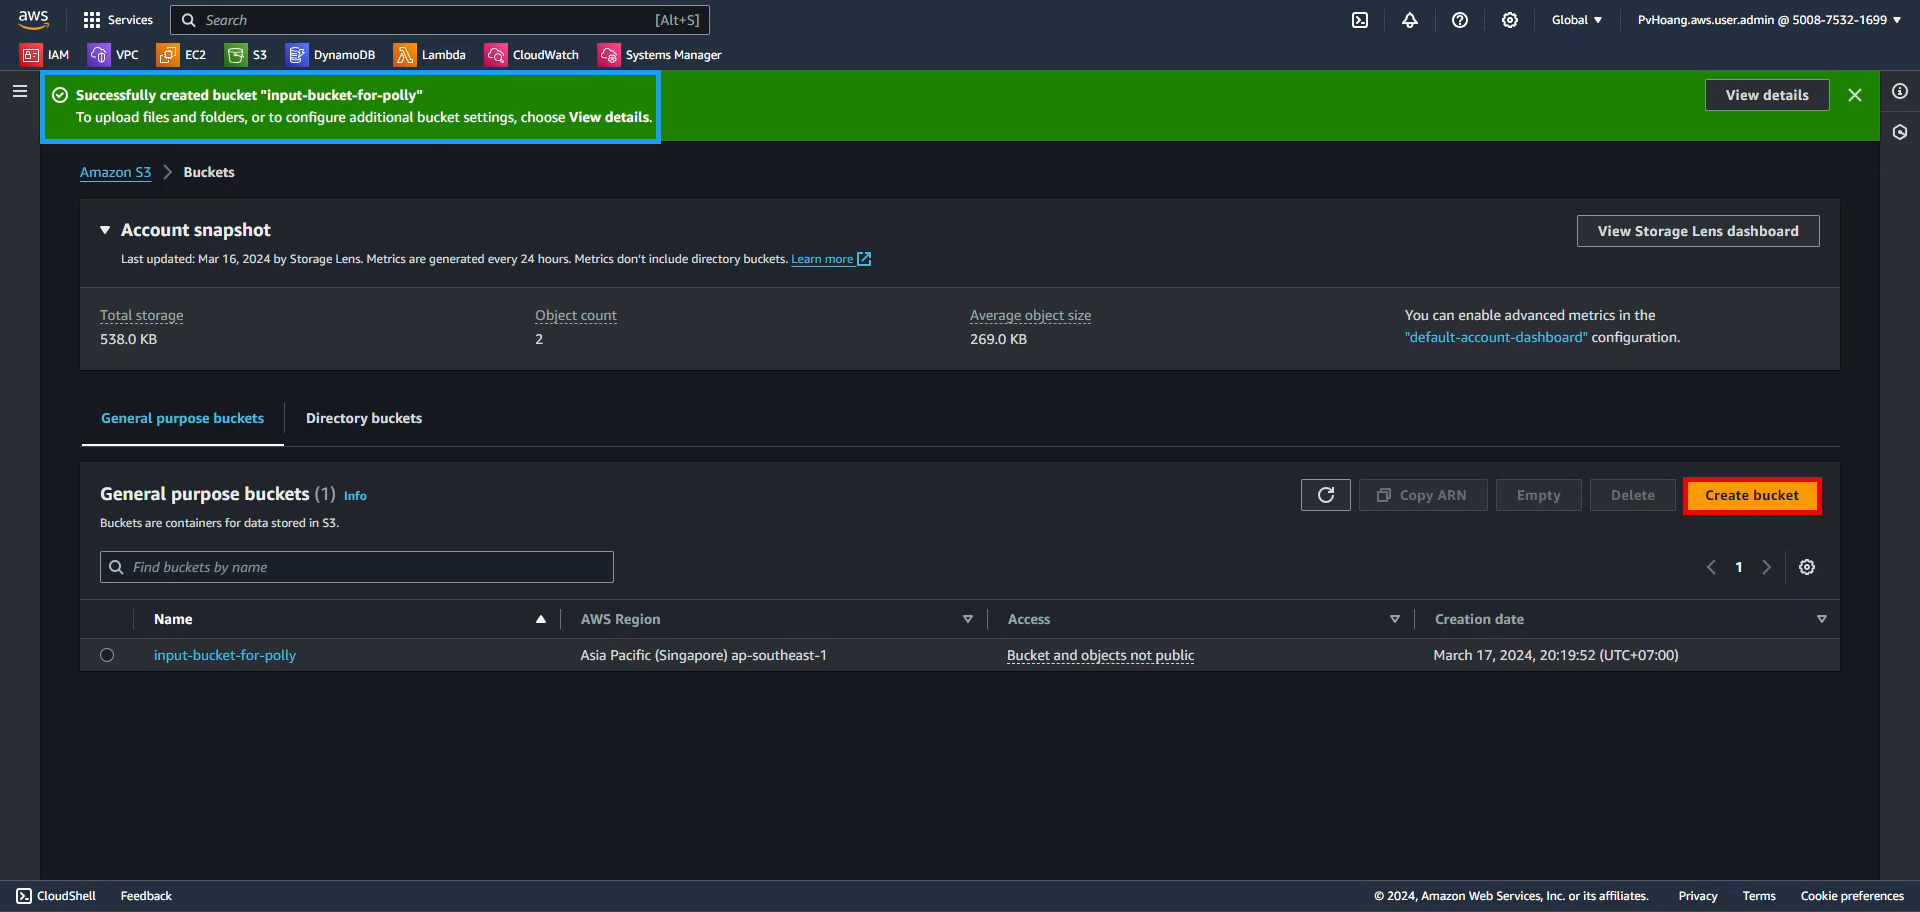 aws
Services
Search [Alt+S]
Global
PvHoang.aws.user.admin @ 5008-7532-1699
IAM
VPC
EC2
S3
DynamoDB
Lambda
CloudWatch
Systems Manager
Successfully created bucket "input-bucket-for-polly"
To upload files and folders, or to configure additional bucket settings, choose View details.
View details
Amazon S3 > Buckets
Account snapshot
View Storage Lens dashboard
Last updated: Mar 16, 2024 by Storage Lens. Metrics are generated every 24 hours. Metrics don't include directory buckets. Learn more
Total storage
538.0 KB
Object count
2
Average object size
269.0 KB
You can enable advanced metrics in the
"default-account-dashboard" configuration.
General purpose buckets
Directory buckets
General purpose buckets (1) Info
Buckets are containers for data stored in S3.
Copy ARN
Empty
Delete
Create bucket
Find buckets by name
1
Name
AWS Region
Access
Creation date
input-bucket-for-polly
Asia Pacific (Singapore) ap-southeast-1
Bucket and objects not public
March 17, 2024, 20:19:52 (UTC+07:00)
CloudShell
Feedback
© 2024, Amazon Web Services, Inc. or its affiliates.
Privacy
Terms
Cookie preferences